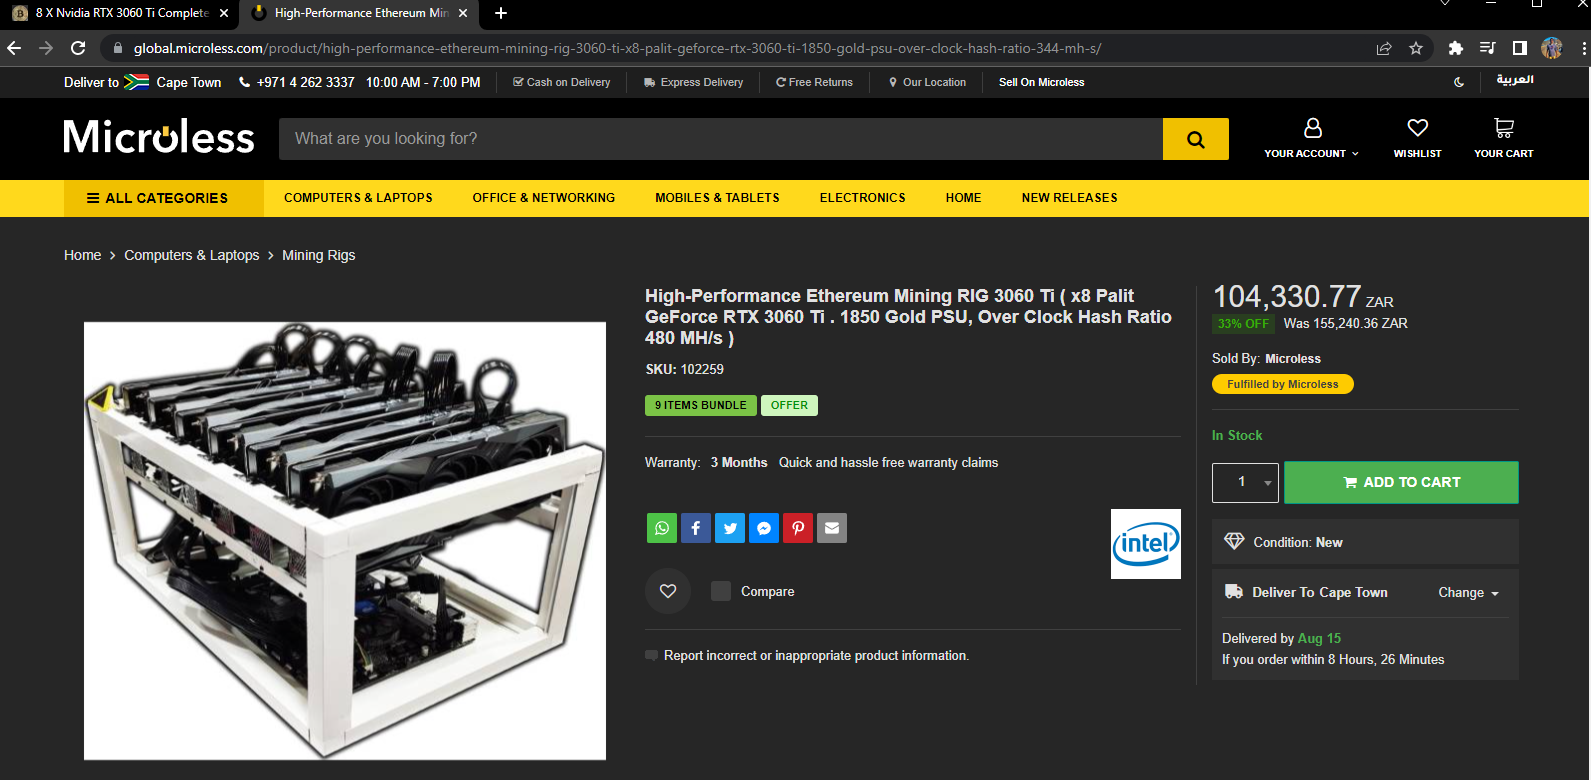 8 X Nvidia RTX 3060 Ti Complete
High-Performance Ethereum Min
global.microless.com/product/high-performance-ethereum-mining-rig-3060-ti-x8-palit-geforce-rtx-3060-ti-1850-gold-psu-over-clock-hash-ratio-344-mh-s/
Deliver to Cape Town +971 4 262 3337 10:00 AM - 7:00 PM Cash on Delivery Express Delivery Free Returns Our Location Sell On Microless العربية
Microless What are you looking for? YOUR ACCOUNT WISHLIST YOUR CART
ALL CATEGORIES COMPUTERS & LAPTOPS OFFICE & NETWORKING MOBILES & TABLETS ELECTRONICS HOME NEW RELEASES
Home > Computers & Laptops > Mining Rigs
High-Performance Ethereum Mining RIG 3060 Ti ( x8 Palit
GeForce RTX 3060 Ti . 1850 Gold PSU, Over Clock Hash Ratio
480 MH/s )
SKU: 102259
9 ITEMS BUNDLE OFFER
Warranty: 3 Months Quick and hassle free warranty claims
intel
Compare
Report incorrect or inappropriate product information.
104,330.77 ZAR
33% OFF Was 155,240.36 ZAR
Sold By: Microless
Fulfilled by Microless
In Stock
1 ADD TO CART
Condition: New
Deliver To Cape Town Change
Delivered by Aug 15
If you order within 8 Hours, 26 Minutes